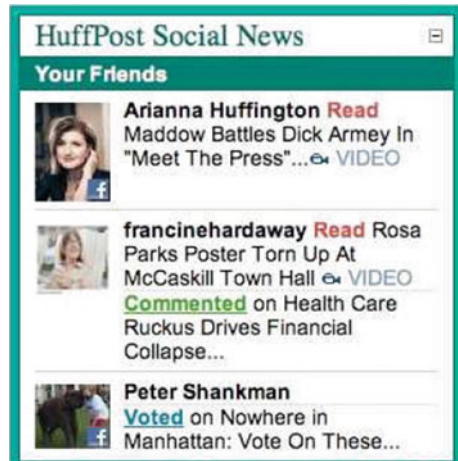 HuffPost Social News
Your Friends
Arianna Huffington Read
Maddow Battles Dick Armey In
"Meet The Press"... VIDEO
francinehardaway Read Rosa
Parks Poster Torn Up At
McCaskill Town Hall VIDEO
Commented on Health Care
Ruckus Drives Financial
Collapse...
Peter Shankman
Voted on Nowhere in
Manhattan: Vote On These...